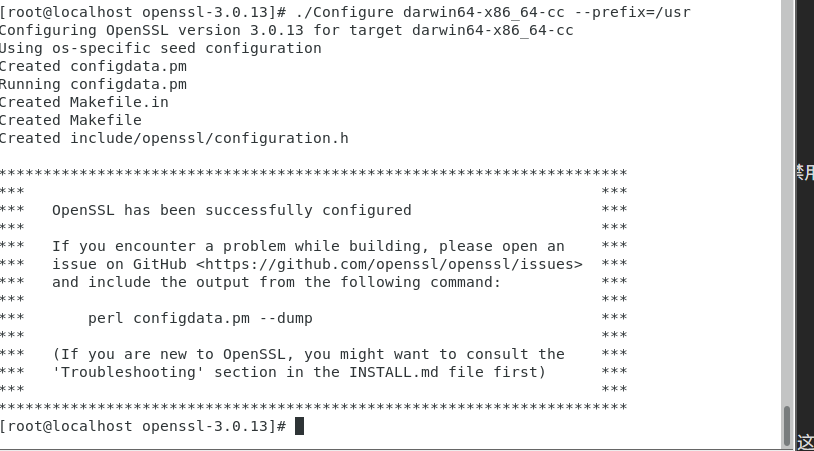 [root@localhost openssl-3.0.13]# ./Configure darwin64-x86_64-cc --prefix=/usr
Configuring OpenSSL version 3.0.13 for target darwin64-x86_64-cc
Using os-specific seed configuration
Created configdata.pm
Running configdata.pm
Created Makefile.in
Created Makefile
Created include/openssl/configuration.h
**********************************************************************
***                                                                ***
***   OpenSSL has been successfully configured                     ***
***                                                                ***
***   If you encounter a problem while building, please open an    ***
***   issue on GitHub <https://github.com/openssl/openssl/issues>  ***
***   and include the output from the following command:           ***
***                                                                ***
***       perl configdata.pm --dump                                ***
***                                                                ***
***   (If you are new to OpenSSL, you might want to consult the    ***
***   'Troubleshooting' section in the INSTALL.md file first)      ***
***                                                                ***
**********************************************************************
[root@localhost openssl-3.0.13]#
这